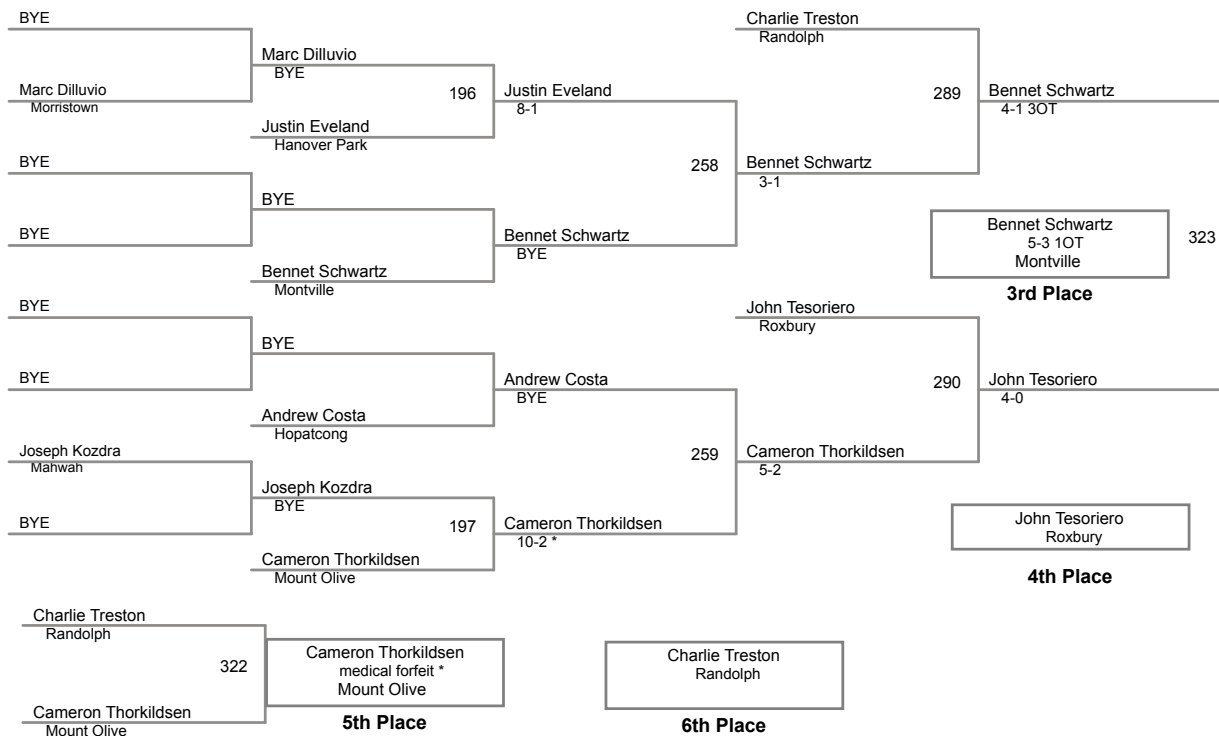 BYE
Marc Dilluvio
Morristown
BYE
BYE
BYE
BYE
Joseph Kozdra
Mahwah
BYE
Marc Dilluvio
BYE
Justin Eveland
Hanover Park
BYE
Bennet Schwartz
Montville
BYE
Andrew Costa
Hopatcong
Joseph Kozdra
BYE
Cameron Thorkildsen
Mount Olive
196
197
Justin Eveland
8-1
Bennet Schwartz
BYE
Andrew Costa
BYE
Cameron Thorkildsen
10-2 *
258
259
Charlie Treston
Randolph
Bennet Schwartz
3-1
John Tesoriero
Roxbury
Cameron Thorkildsen
5-2
289
290
Bennet Schwartz
4-1 3OT
John Tesoriero
4-0
Bennet Schwartz
5-3 1OT
Montville
323
3rd Place
John Tesoriero
Roxbury
4th Place
Charlie Treston
Randolph
322
Cameron Thorkildsen
Mount Olive
Cameron Thorkildsen
medical forfeit *
Mount Olive
5th Place
Charlie Treston
Randolph
6th Place